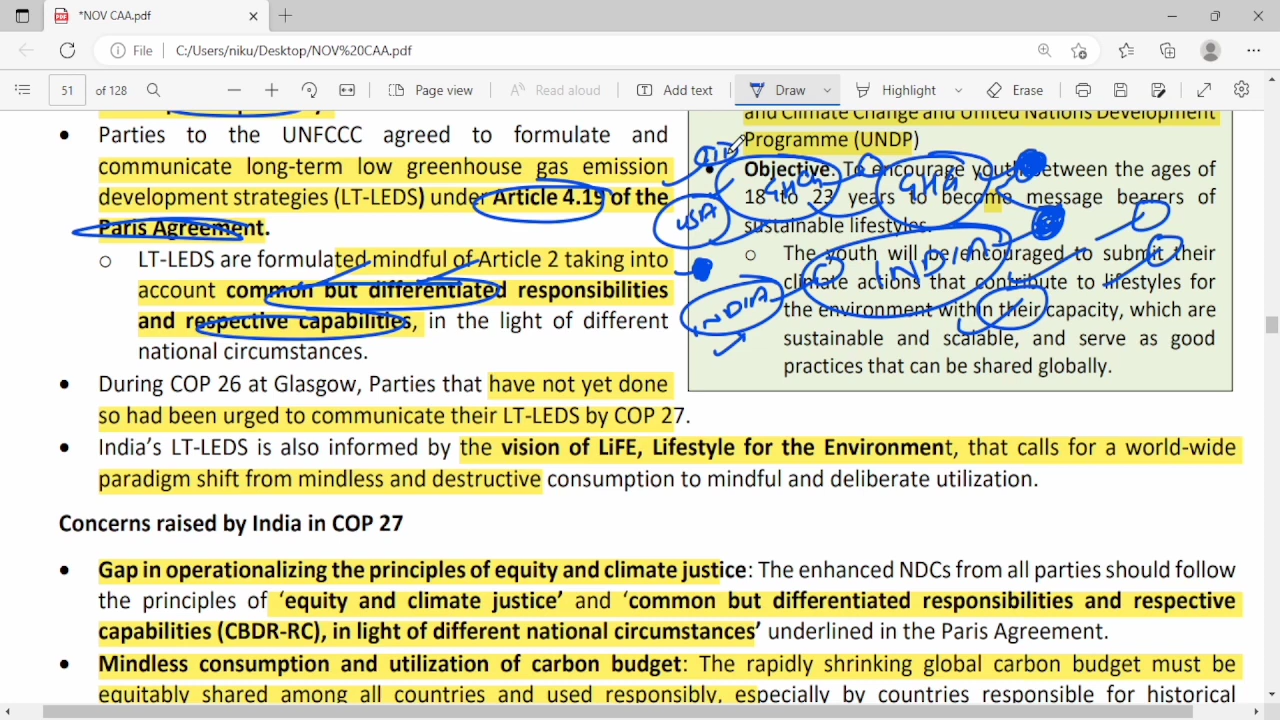 *NOV CAA.pdf
File
C:/Users/niku/Desktop/NOV%20CAA.pdf
51 of 128
Page view
Read aloud
Add text
Draw
Highlight
Erase
Parties to the UNFCCC agreed to formulate and
communicate long-term low greenhouse gas emission
development strategies (LT-LEDS) under Article 4.19 of the
Paris Agreement.
o LT-LEDS are formulated mindful of Article 2 taking into
account common but differentiated responsibilities
and respective capabilities, in the light of different
national circumstances.
and Climate Change and United Nations Development
Programme (UNDP)
• Objective: To encourage youth between the ages of
18 to 23 years to become message bearers of
sustainable lifestyles.
o The youth will be encouraged to submit their
climate actions that contribute to lifestyles for
the environment within their capacity, which are
sustainable and scalable, and serve as good
practices that can be shared globally.
USA
GHG
INDIA
INDIA
• During COP 26 at Glasgow, Parties that have not yet done
so had been urged to communicate their LT-LEDS by COP 27.
• India's LT-LEDS is also informed by the vision of LiFE, Lifestyle for the Environment, that calls for a world-wide
paradigm shift from mindless and destructive consumption to mindful and deliberate utilization.
Concerns raised by India in COP 27
• Gap in operationalizing the principles of equity and climate justice: The enhanced NDCs from all parties should follow
the principles of 'equity and climate justice' and 'common but differentiated responsibilities and respective
capabilities (CBDR-RC), in light of different national circumstances' underlined in the Paris Agreement.
• Mindless consumption and utilization of carbon budget: The rapidly shrinking global carbon budget must be
equitably shared among all countries and used responsibly, especially by countries responsible for historical